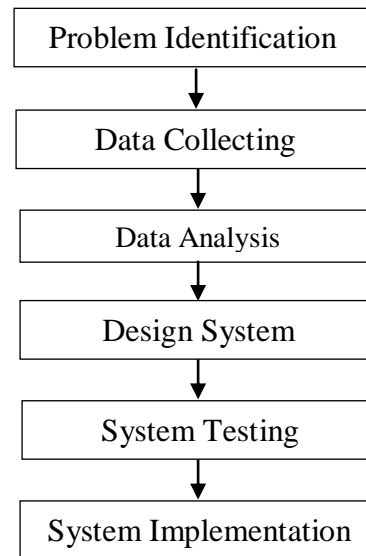 Problem Identification
Data Collecting
Data Analysis
Design System
System Testing
System Implementation